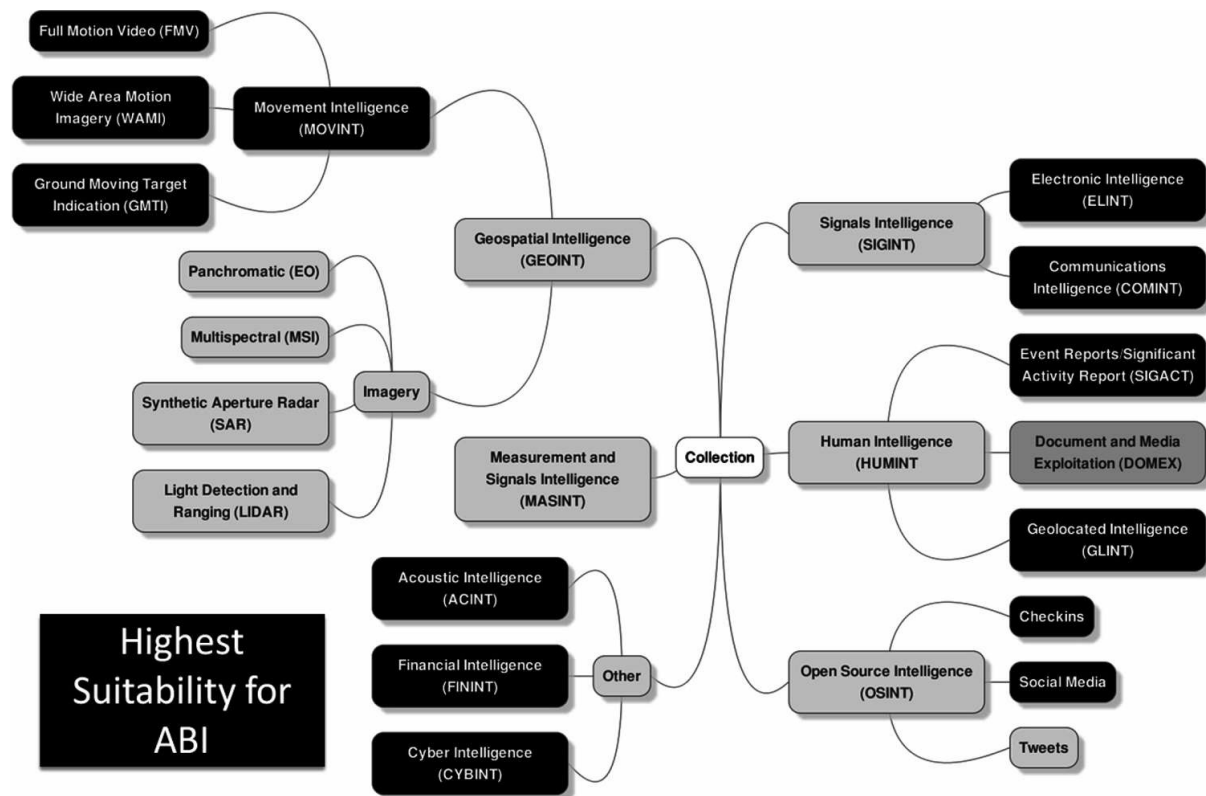 Full Motion Video (FMV)
Wide Area Motion
Imagery (WAMI)
Ground Moving Target
Indication (GMTI)
Movement Intelligence
(MOVINT)
Geospatial Intelligence
(GEOINT)
Panchromatic (EO)
Multispectral (MSI)
Synthetic Aperture Radar
(SAR)
Light Detection and
Ranging (LIDAR)
Imagery
Measurement and
Signals Intelligence
(MASINT)
Acoustic Intelligence
(ACINT)
Financial Intelligence
(FININT)
Cyber Intelligence
(CYBINT)
Other
Collection
Signals Intelligence
(SIGINT)
Electronic Intelligence
(ELINT)
Communications
Intelligence (COMINT)
Human Intelligence
(HUMINT
Event Reports/Significant
Activity Report (SIGACT)
Document and Media
Exploitation (DOMEX)
Geolocated Intelligence
(GLINT)
Open Source Intelligence
(OSINT)
Checkins
Social Media
Tweets
Highest
Suitability for
ABI